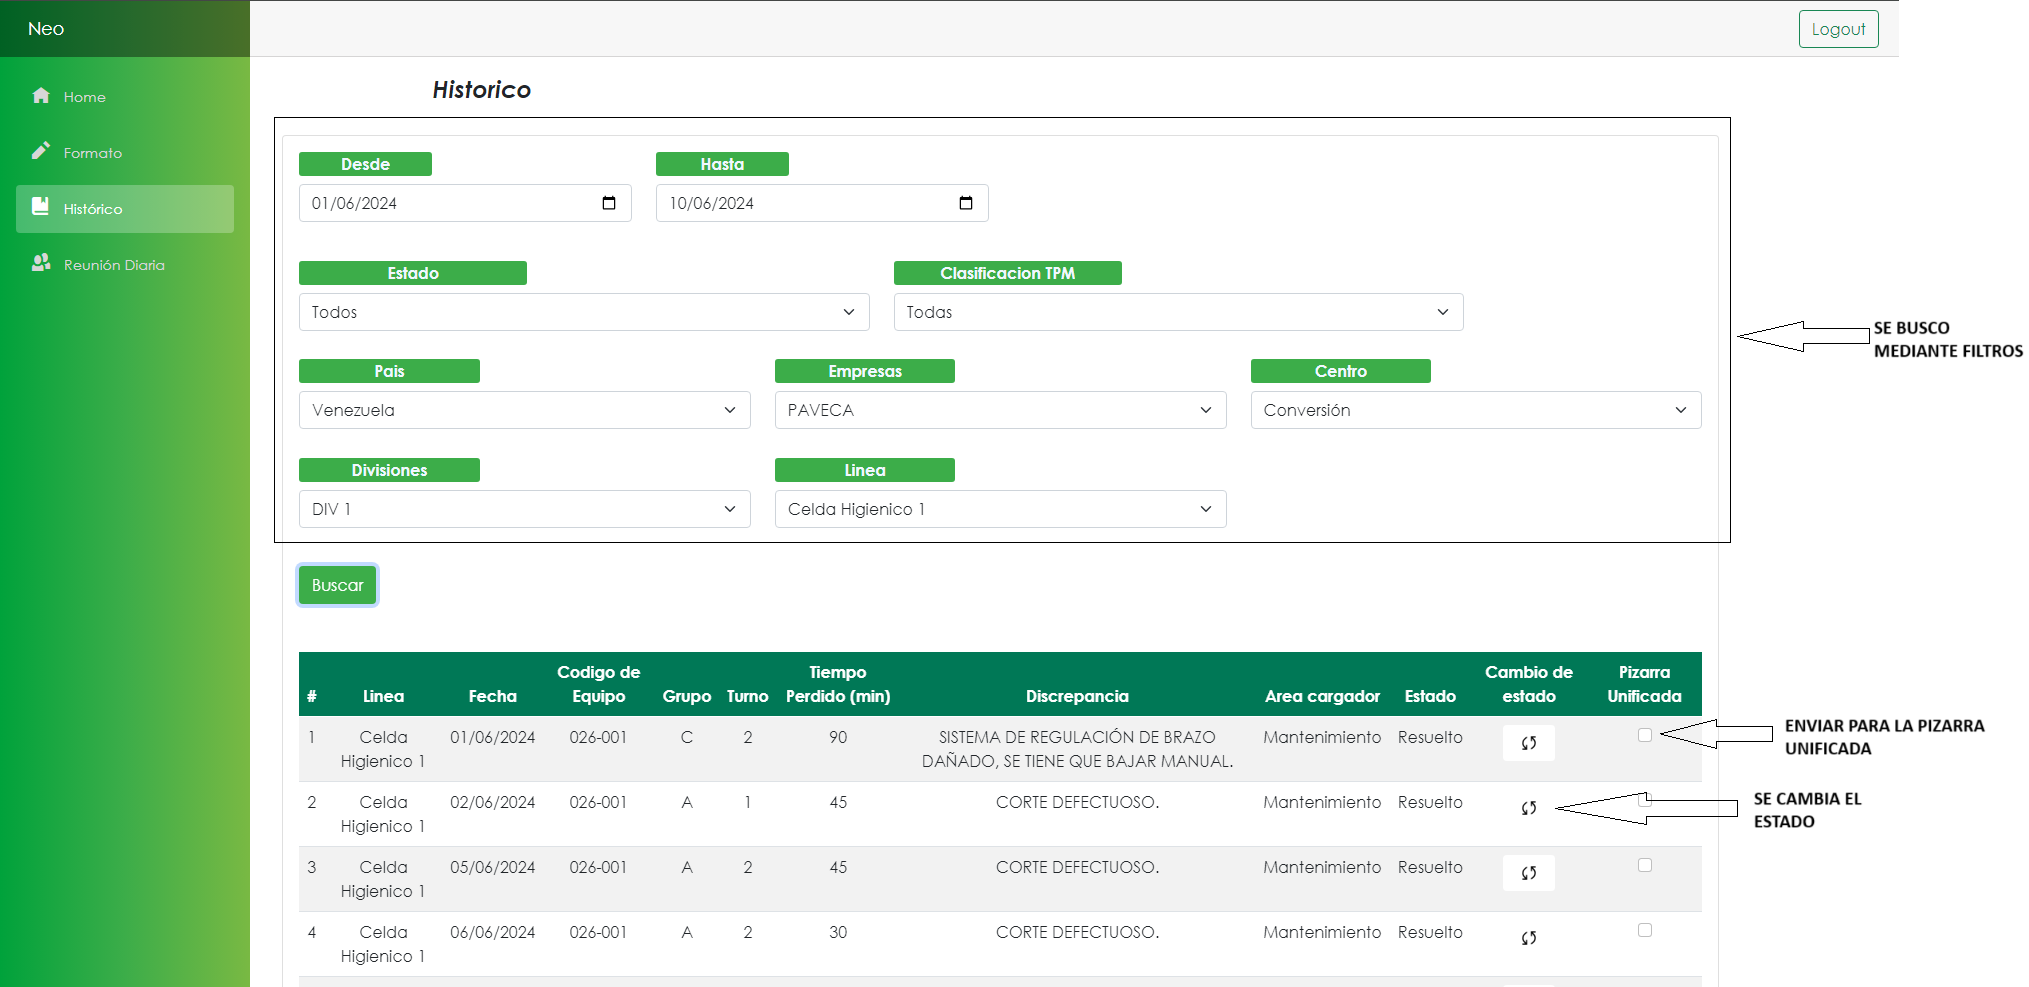 Neo
Logout
Home
Formato
Histórico
Reunión Diaria
Historico
Desde
Hasta
01/06/2024
10/06/2024
Estado
Clasificacion TPM
Todos
Todas
Pais
Empresas
Centro
Venezuela
PAVECA
Conversión
Divisiones
Linea
DIV 1
Celda Higienico 1
SE BUSCO
MEDIANTE FILTROS
Buscar
# Linea Fecha Codigo de Equipo Grupo Turno Tiempo Perdido (min) Discrepancia Area cargador Estado Cambio de estado Pizarra Unificada
1 Celda Higienico 1 01/06/2024 026-001 C 2 90 SISTEMA DE REGULACIÓN DE BRAZO DAÑADO, SE TIENE QUE BAJAR MANUAL. Mantenimiento Resuelto
2 Celda Higienico 1 02/06/2024 026-001 A 1 45 CORTE DEFECTUOSO. Mantenimiento Resuelto
3 Celda Higienico 1 05/06/2024 026-001 A 2 45 CORTE DEFECTUOSO. Mantenimiento Resuelto
4 Celda Higienico 1 06/06/2024 026-001 A 2 30 CORTE DEFECTUOSO. Mantenimiento Resuelto
ENVIAR PARA LA PIZARRA
UNIFICADA
SE CAMBIA EL
ESTADO